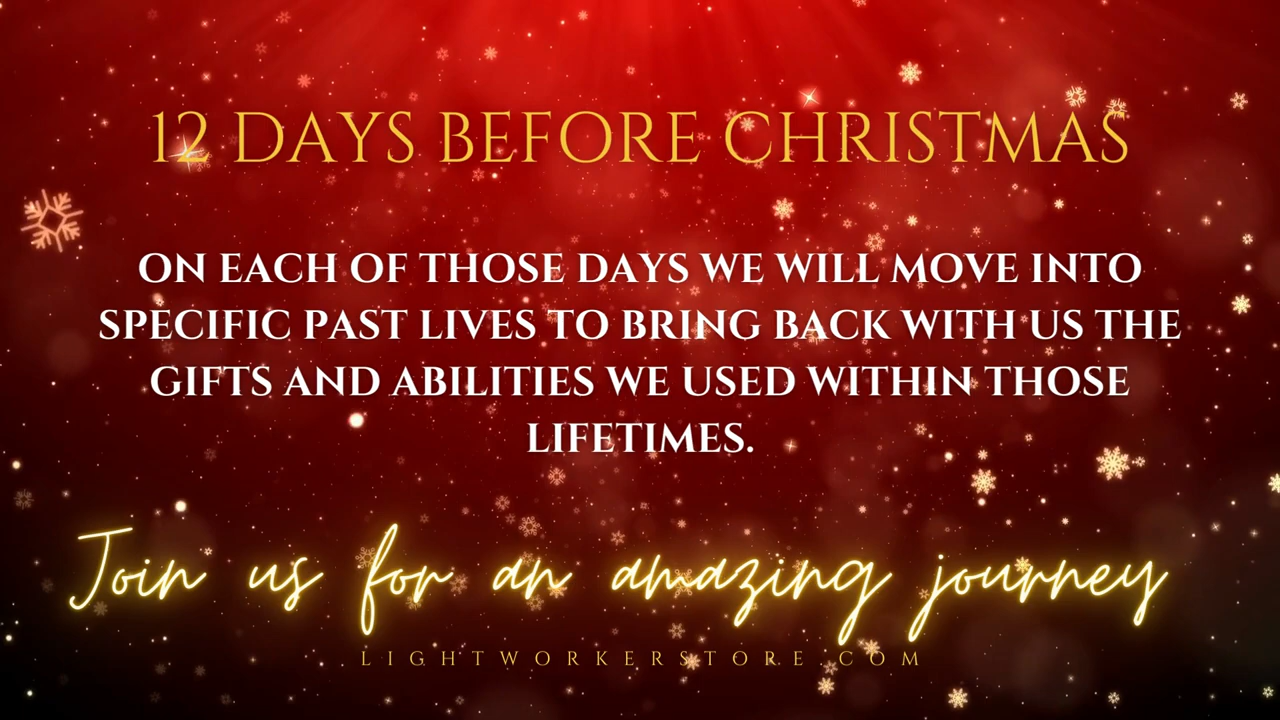 12 DAYS BEFORE CHRISTMAS
ON EACH OF THOSE DAYS WE WILL MOVE INTO
SPECIFIC PAST LIVES TO BRING BACK WITH US THE
GIFTS AND ABILITIES WE USED WITHIN THOSE
LIFETIMES.
Join us for an amazing journey
LIGHTWORKERSTORE.COM